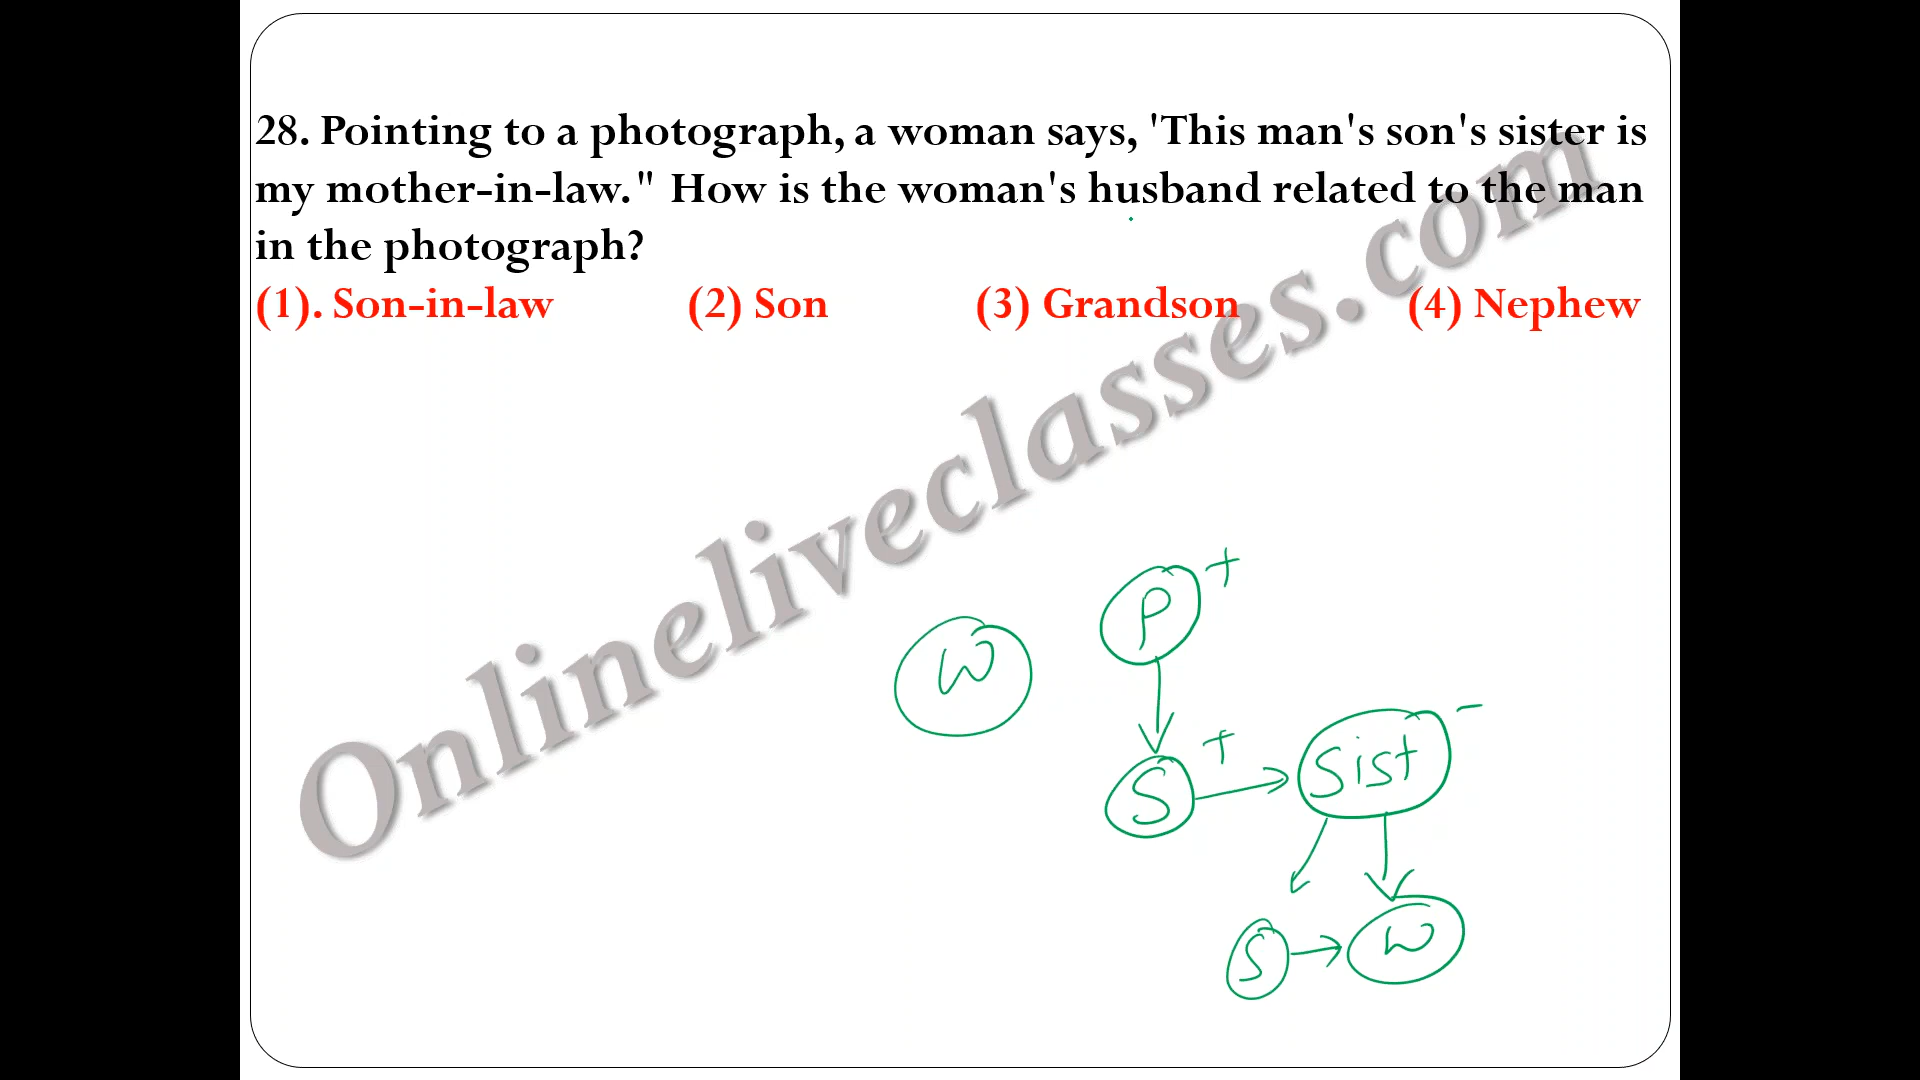 28. Pointing to a photograph, a woman says, 'This man's son's sister is
my mother-in-law." How is the woman's husband related to the man
in the photograph?
(1). Son-in-law (2) Son (3) Grandson (4) Nephew
Onlineliveclasses.com
P +
W
S + Sist -
S W